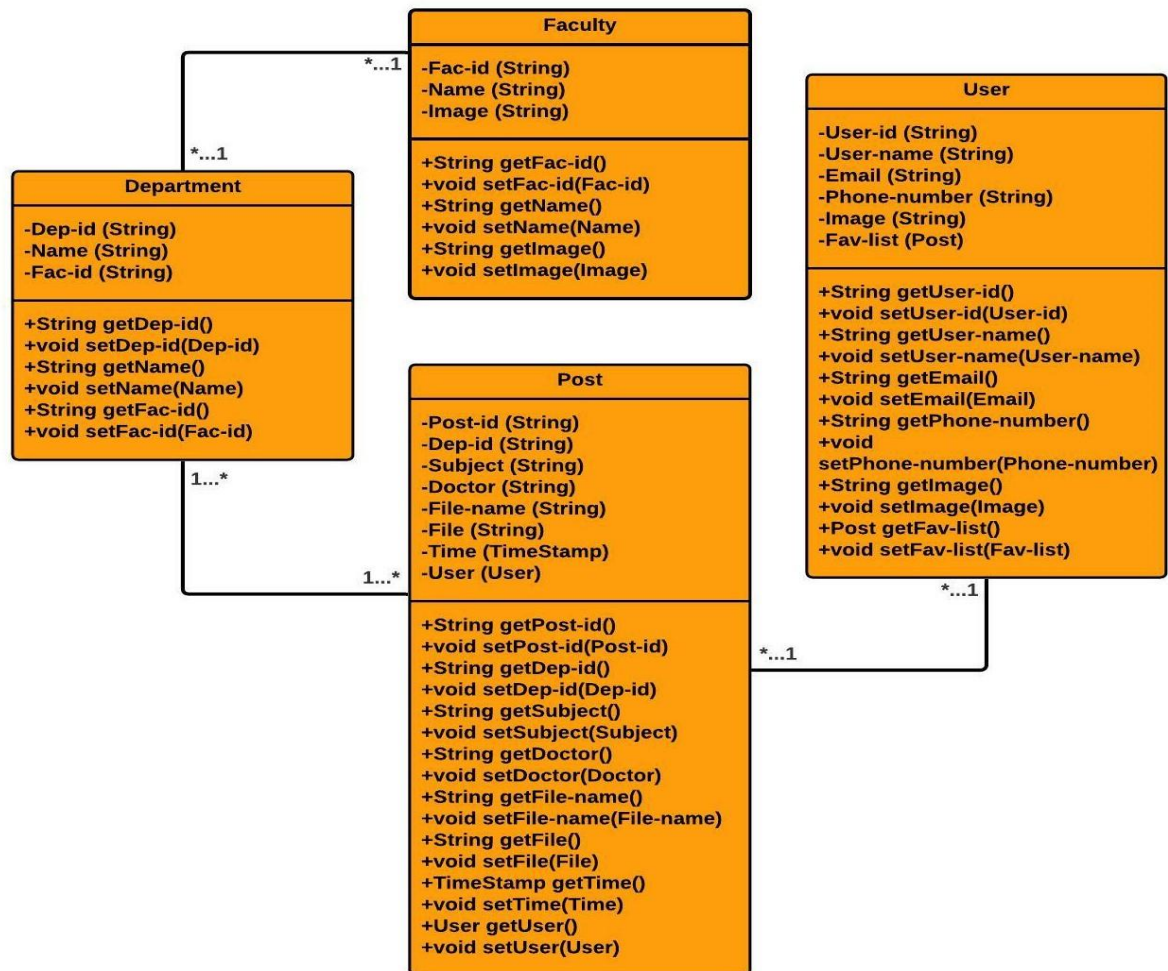 Faculty
-Fac-id (String)
-Name (String)
-Image (String)
+String getFac-id()
+void setFac-id(Fac-id)
+String getName()
+void setName(Name)
+String getImage()
+void setImage(Image)
*...1
*...1
Department
-Dep-id (String)
-Name (String)
-Fac-id (String)
+String getDep-id()
+void setDep-id(Dep-id)
+String getName()
+void setName(Name)
+String getFac-id()
+void setFac-id(Fac-id)
1...*
1...*
Post
-Post-id (String)
-Dep-id (String)
-Subject (String)
-Doctor (String)
-File-name (String)
-File (String)
-Time (TimeStamp)
-User (User)
+String getPost-id()
+void setPost-id(Post-id)
+String getDep-id()
+void setDep-id(Dep-id)
+String getSubject()
+void setSubject(Subject)
+String getDoctor()
+void setDoctor(Doctor)
+String getFile-name()
+void setFile-name(File-name)
+String getFile()
+void setFile(File)
+TimeStamp getTime()
+void setTime(Time)
+User getUser()
+void setUser(User)
User
-User-id (String)
-User-name (String)
-Email (String)
-Phone-number (String)
-Image (String)
-Fav-list (Post)
+String getUser-id()
+void setUser-id(User-id)
+String getUser-name()
+void setUser-name(User-name)
+String getEmail()
+void setEmail(Email)
+String getPhone-number()
+void
setPhone-number(Phone-number)
+String getImage()
+void setImage(Image)
+Post getFav-list()
+void setFav-list(Fav-list)
*...1
*...1